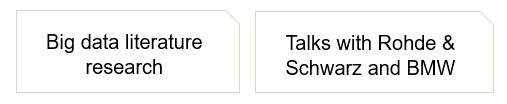 Big data literature
research
Talks with Rohde &
Schwarz and BMW